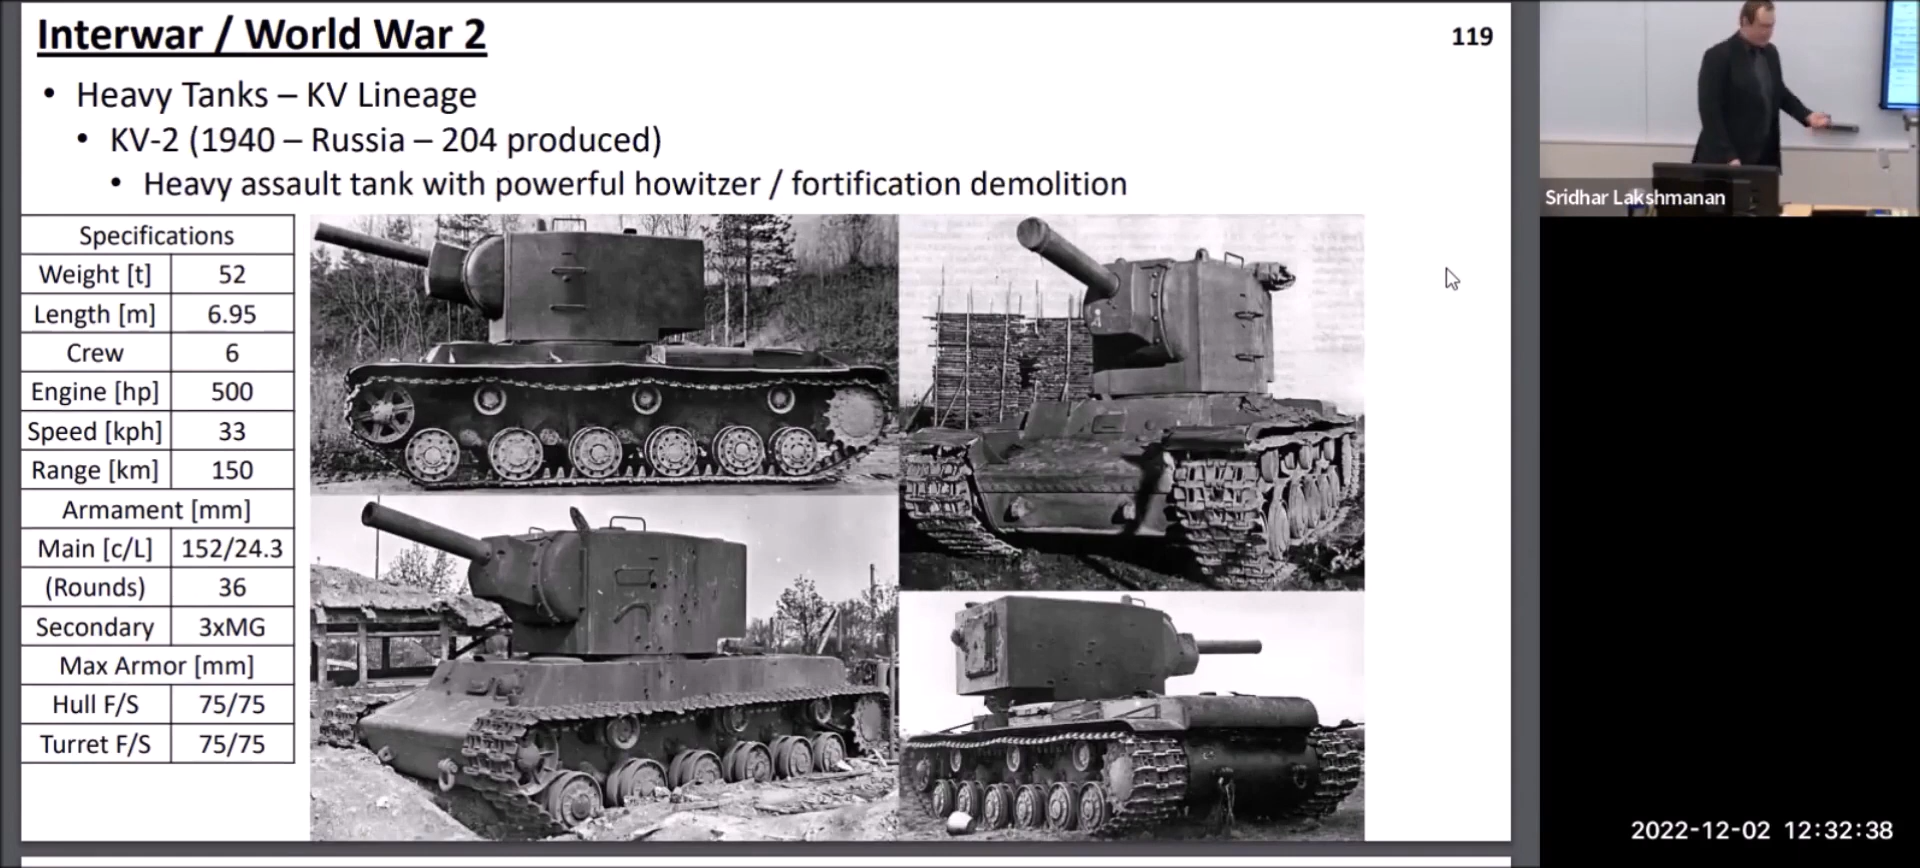 Interwar / World War 2
119
• Heavy Tanks – KV Lineage
• KV-2 (1940 – Russia – 204 produced)
• Heavy assault tank with powerful howitzer / fortification demolition
Specifications
Weight [t] 52
Length [m] 6.95
Crew 6
Engine [hp] 500
Speed [kph] 33
Range [km] 150
Armament [mm]
Main [c/L] 152/24.3
(Rounds) 36
Secondary 3xMG
Max Armor [mm]
Hull F/S 75/75
Turret F/S 75/75
Sridhar Lakshmanan
2022-12-02 12:32:38